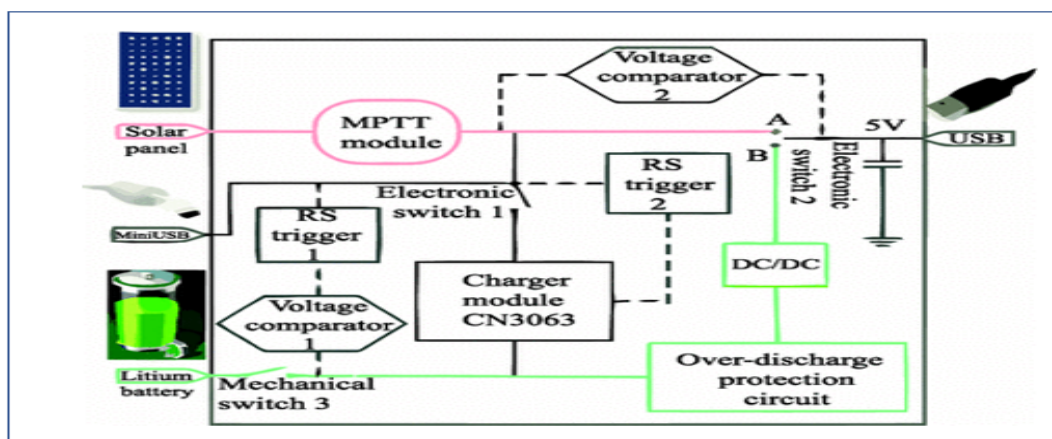 Voltage
comparator
2
MPTT
module
A
Solar
panel
5V
USB
B
RS
trigger
2
Electronic
switch 2
Electronic
switch 1
RS
trigger
1
MiniUSB
DC/DC
Charger
module
CN3063
Voltage
comparator
1
Over-discharge
protection
circuit
Litium
battery
Mechanical
switch 3